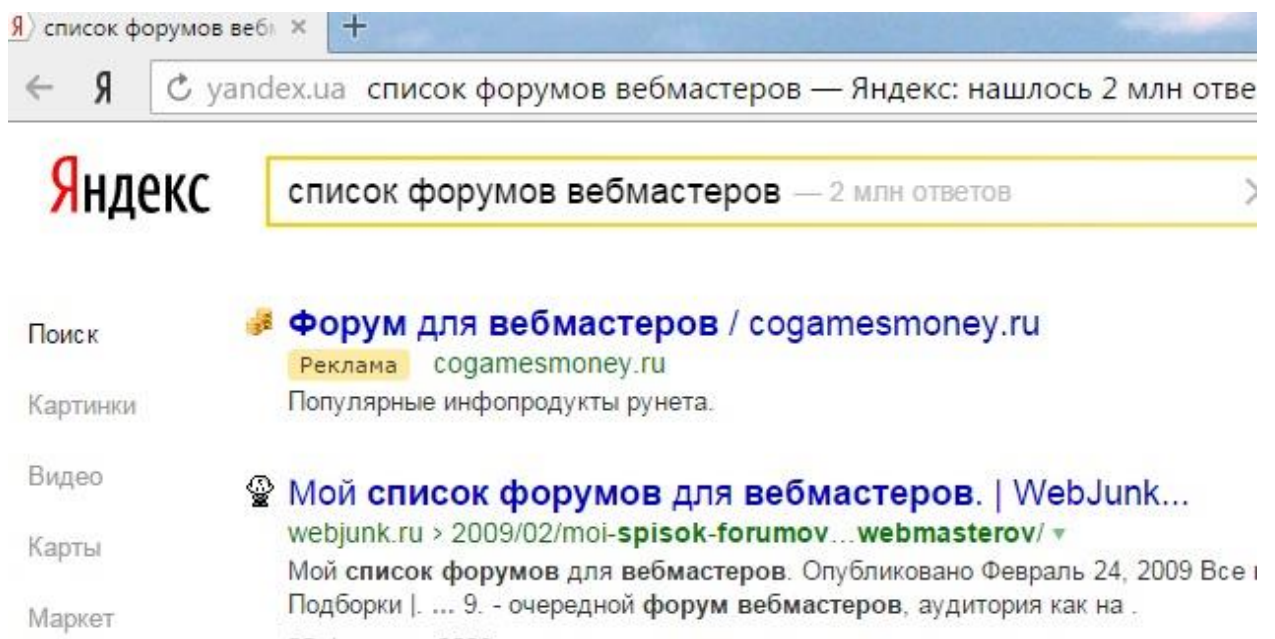 список форумов веб
Я yandex.ua список форумов вебмастеров — Яндекс: нашлось 2 млн отве
Яндекс список форумов вебмастеров — 2 млн ответов
Поиск
Картинки
Видео
Карты
Маркет
Форум для вебмастеров / cogamesmoney.ru
Реклама cogamesmoney.ru
Популярные инфопродукты рунета.
Мой список форумов для вебмастеров. | WebJunk...
webjunk.ru > 2009/02/moi-spisok-forumov...webmasterov/
Мой список форумов для вебмастеров. Опубликовано Февраль 24, 2009 Все
Подборки |. ... 9. - очередной форум вебмастеров, аудитория как на .